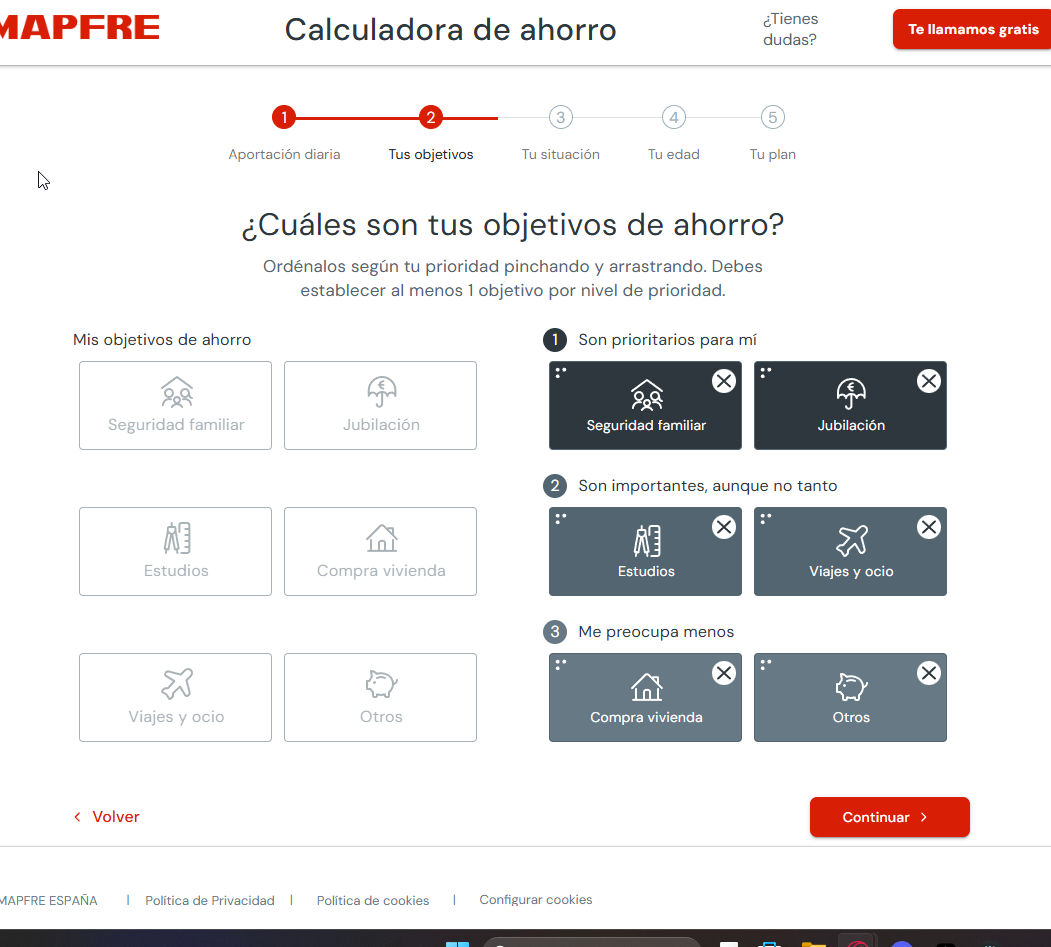 MAPFRE
Calculadora de ahorro
¿Tienes
dudas?
Te llamamos gratis
1
2
3
4
5
Aportación diaria
Tus objetivos
Tu situación
Tu edad
Tu plan
¿Cuáles son tus objetivos de ahorro?
Ordénalos según tu prioridad pinchando y arrastrando. Debes
establecer al menos 1 objetivo por nivel de prioridad.
Mis objetivos de ahorro
Seguridad familiar
Jubilación
Estudios
Compra vivienda
Viajes y ocio
Otros
1 Son prioritarios para mí
Seguridad familiar
Jubilación
2 Son importantes, aunque no tanto
Estudios
Viajes y ocio
3 Me preocupa menos
Compra vivienda
Otros
Volver
Continuar
MAPFRE ESPAÑA | Política de Privacidad | Política de cookies | Configurar cookies